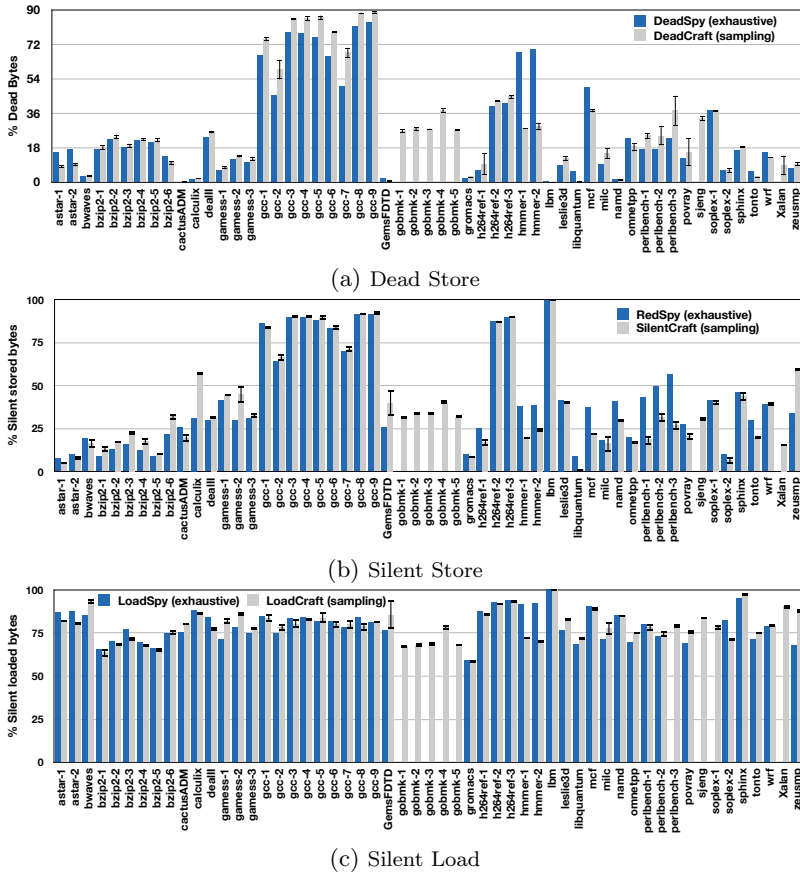 90
72
54
36
18
0
% Dead Bytes
DeadSpy (exhaustive)
DeadCraft (sampling)
astar-1
astar-2
bwaves
bzip2-1
bzip2-2
bzip2-3
bzip2-4
bzip2-5
bzip2-6
cactusADM
calculix
dealII
gamess-1
gamess-2
gamess-3
gcc-1
gcc-2
gcc-3
gcc-4
gcc-5
gcc-6
gcc-7
gcc-8
gcc-9
GemsFDTD
gobmk-1
gobmk-2
gobmk-3
gobmk-4
gobmk-5
gromacs
h264ref-1
h264ref-2
h264ref-3
hmmer-1
hmmer-2
lbm
leslie3d
libquantum
mcf
milc
namd
omnetpp
perlbench-1
perlbench-2
perlbench-3
povray
sjeng
soplex-1
soplex-2
sphinx
tonto
wrf
Xalan
zeusmp
(a) Dead Store
100
75
50
25
0
% Silent stored bytes
RedSpy (exhaustive)
SilentCraft (sampling)
astar-1
astar-2
bwaves
bzip2-1
bzip2-2
bzip2-3
bzip2-4
bzip2-5
bzip2-6
cactusADM
calculix
dealII
gamess-1
gamess-2
gamess-3
gcc-1
gcc-2
gcc-3
gcc-4
gcc-5
gcc-6
gcc-7
gcc-8
gcc-9
GemsFDTD
gobmk-1
gobmk-2
gobmk-3
gobmk-4
gobmk-5
gromacs
h264ref-1
h264ref-2
h264ref-3
hmmer-1
hmmer-2
lbm
leslie3d
libquantum
mcf
milc
namd
omnetpp
perlbench-1
perlbench-2
perlbench-3
povray
sjeng
soplex-1
soplex-2
sphinx
tonto
wrf
Xalan
zeusmp
(b) Silent Store
100
75
50
25
0
% Silent loaded bytes
LoadSpy (exhaustive)
LoadCraft (sampling)
astar-1
astar-2
bwaves
bzip2-1
bzip2-2
bzip2-3
bzip2-4
bzip2-5
bzip2-6
cactusADM
calculix
dealII
gamess-1
gamess-2
gamess-3
gcc-1
gcc-2
gcc-3
gcc-4
gcc-5
gcc-6
gcc-7
gcc-8
gcc-9
GemsFDTD
gobmk-1
gobmk-2
gobmk-3
gobmk-4
gobmk-5
gromacs
h264ref-1
h264ref-2
h264ref-3
hmmer-1
hmmer-2
lbm
leslie3d
libquantum
mcf
milc
namd
omnetpp
perlbench-1
perlbench-2
perlbench-3
povray
sjeng
soplex-1
soplex-2
sphinx
tonto
wrf
Xalan
zeusmp
(c) Silent Load